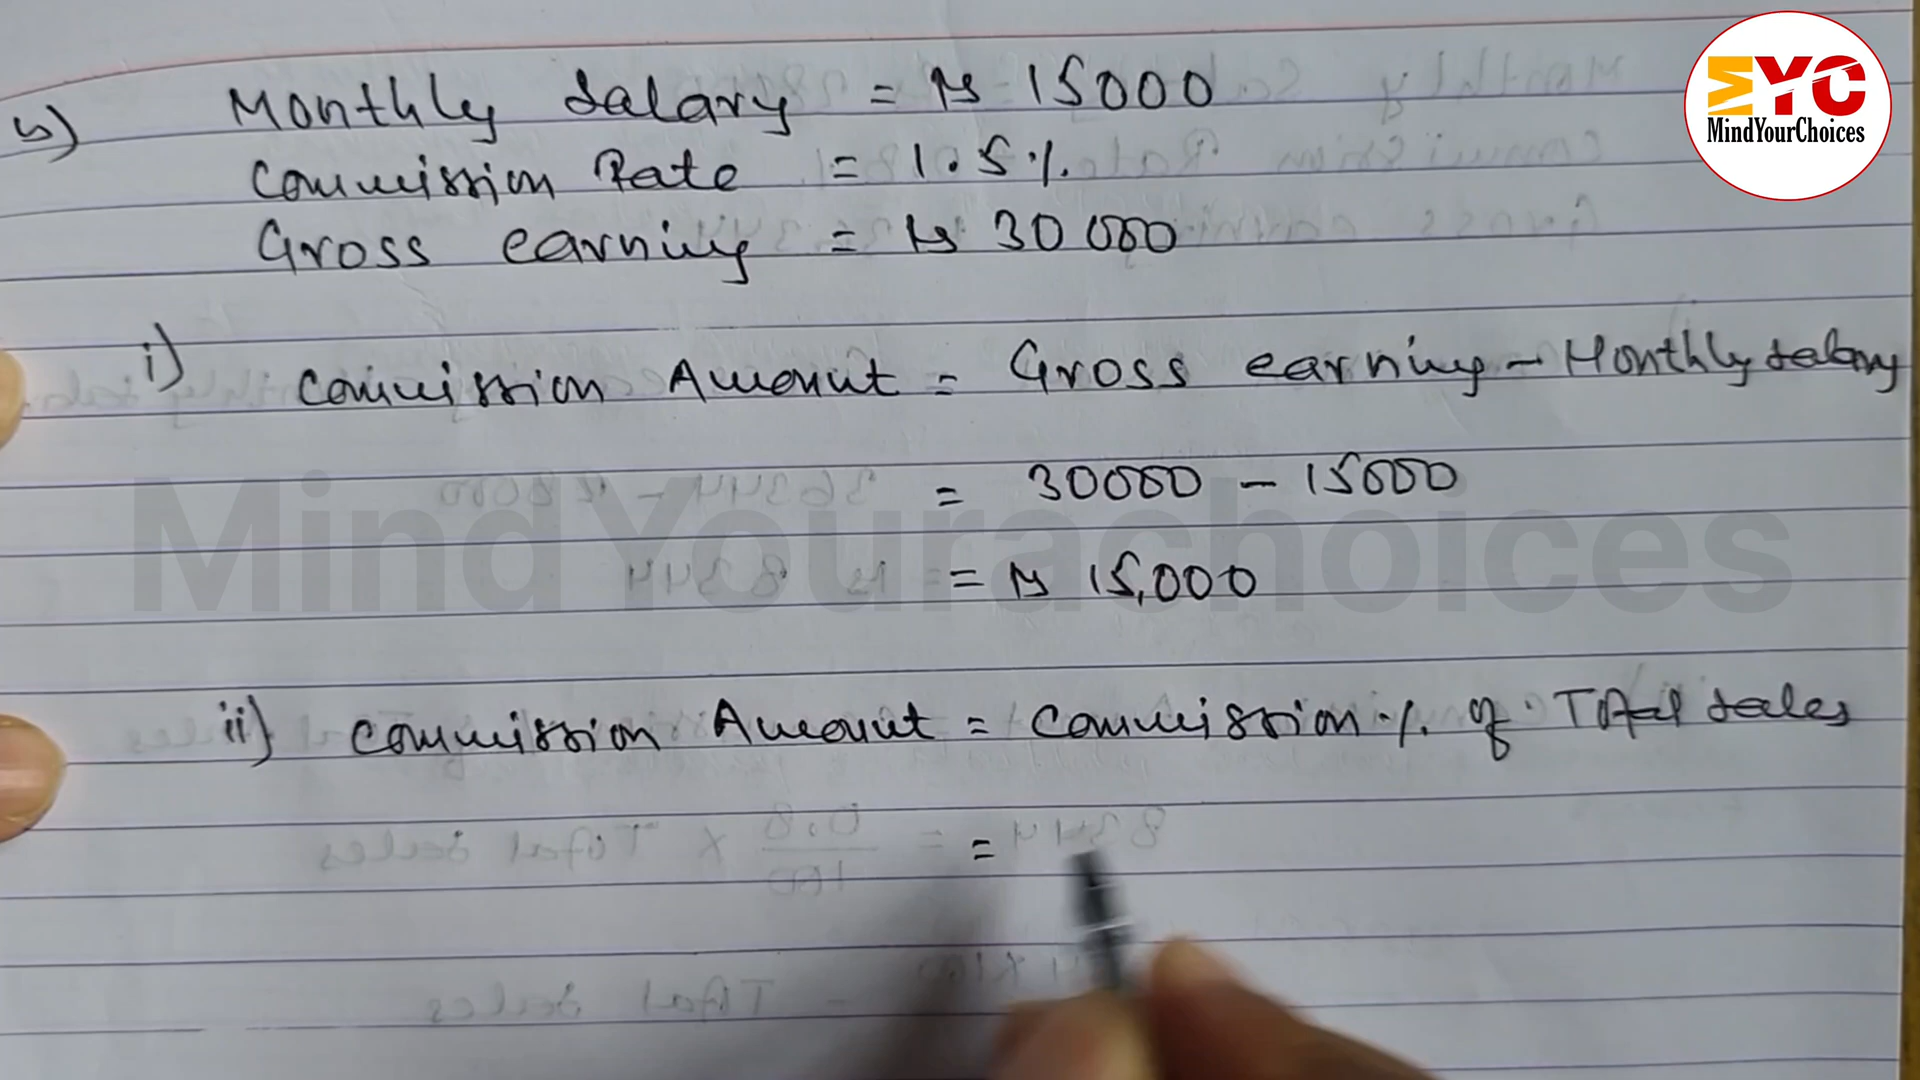 b) Monthly Salary = Rs 15000
Commission Rate = 1.5%
Gross earning = Rs 30000
i) Commission Amount = Gross earning - Monthly salary
= 30000 - 15000
= Rs 15,000
ii) Commission Amount = Commission % of Total sales
=
MYC
MindYourChoices
MindYourachoices